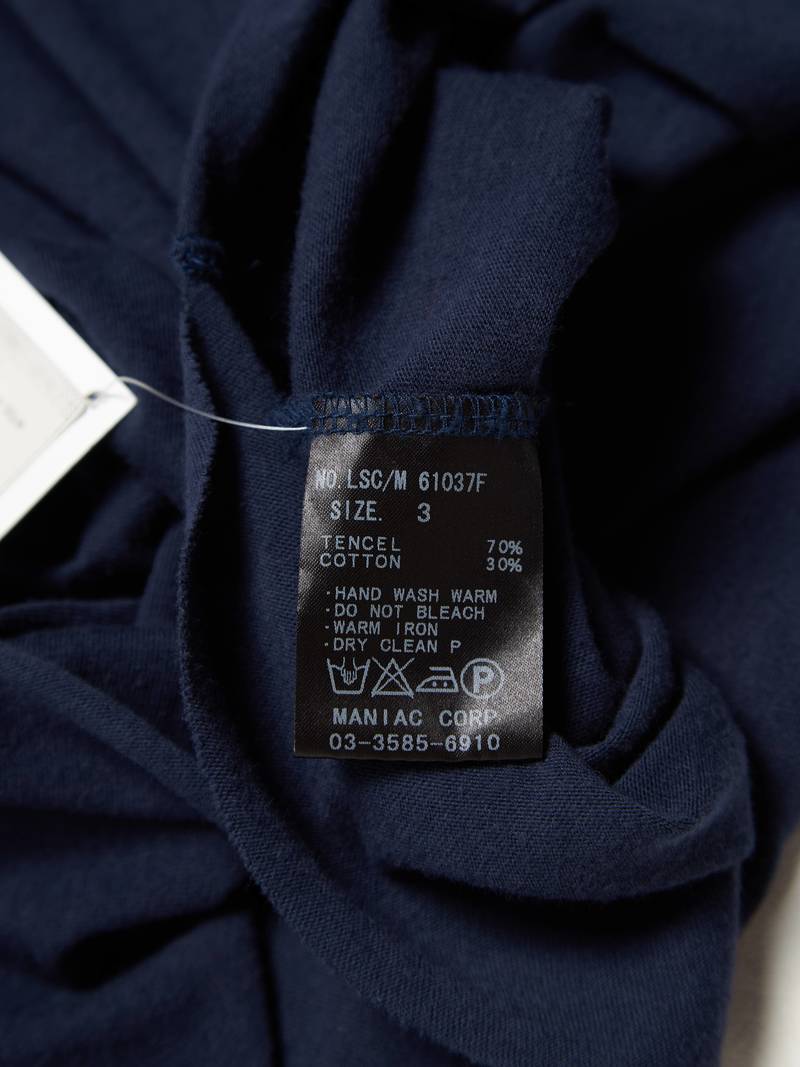 NO. LSC/M 61037F
SIZE. 3
TENCEL 70%
COTTON 30%
・HAND WASH WARM
・DO NOT BLEACH
・WARM IRON
・DRY CLEAN P
P
MANIAC CORP
03-3585-6910